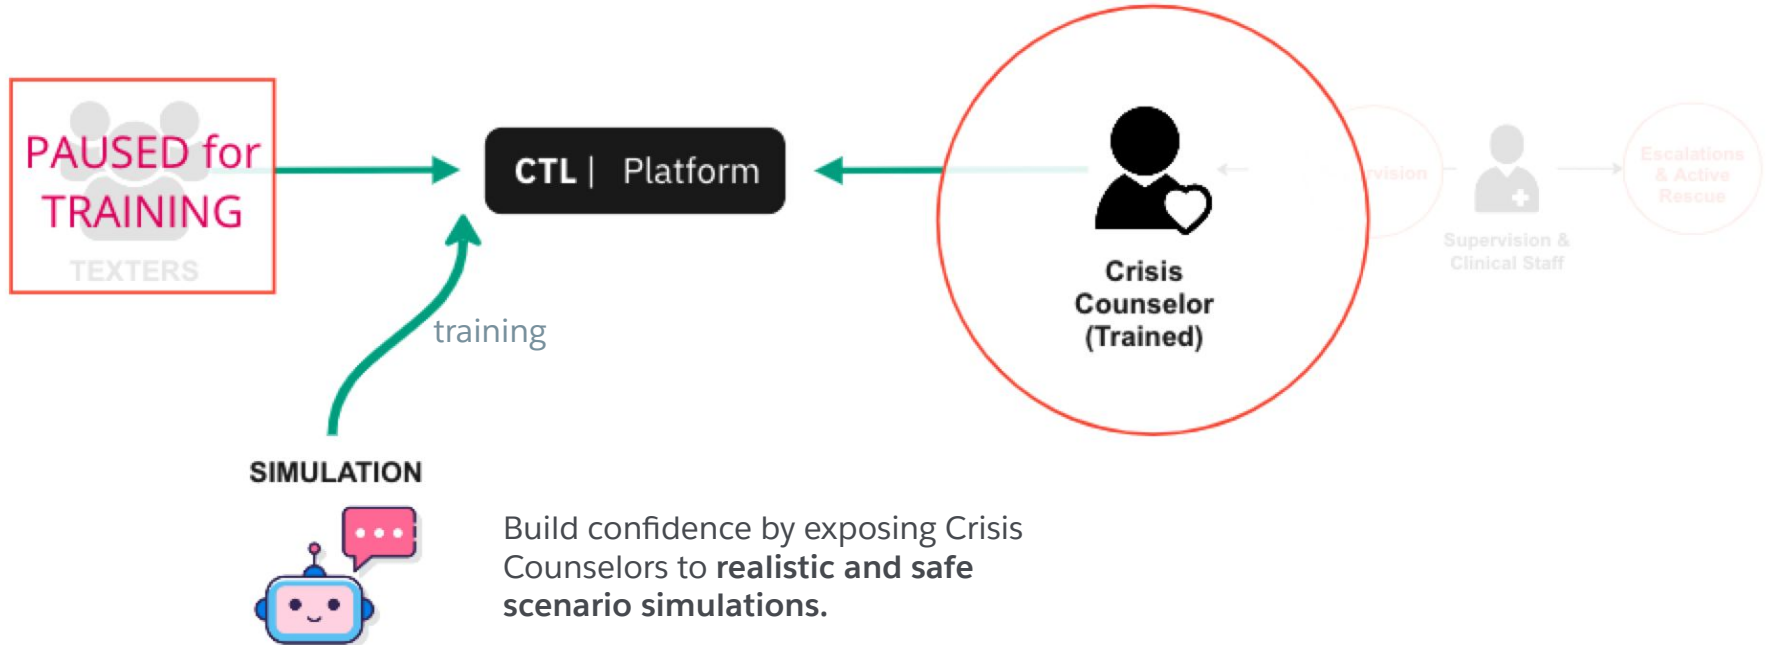 PAUSED for
TRAINING
TEXTERS
CTL | Platform
Crisis
Counselor
(Trained)
rvision
Supervision &
Clinical Staff
Escalations
& Active
Rescue
training
SIMULATION
Build confidence by exposing Crisis
Counselors to realistic and safe
scenario simulations.